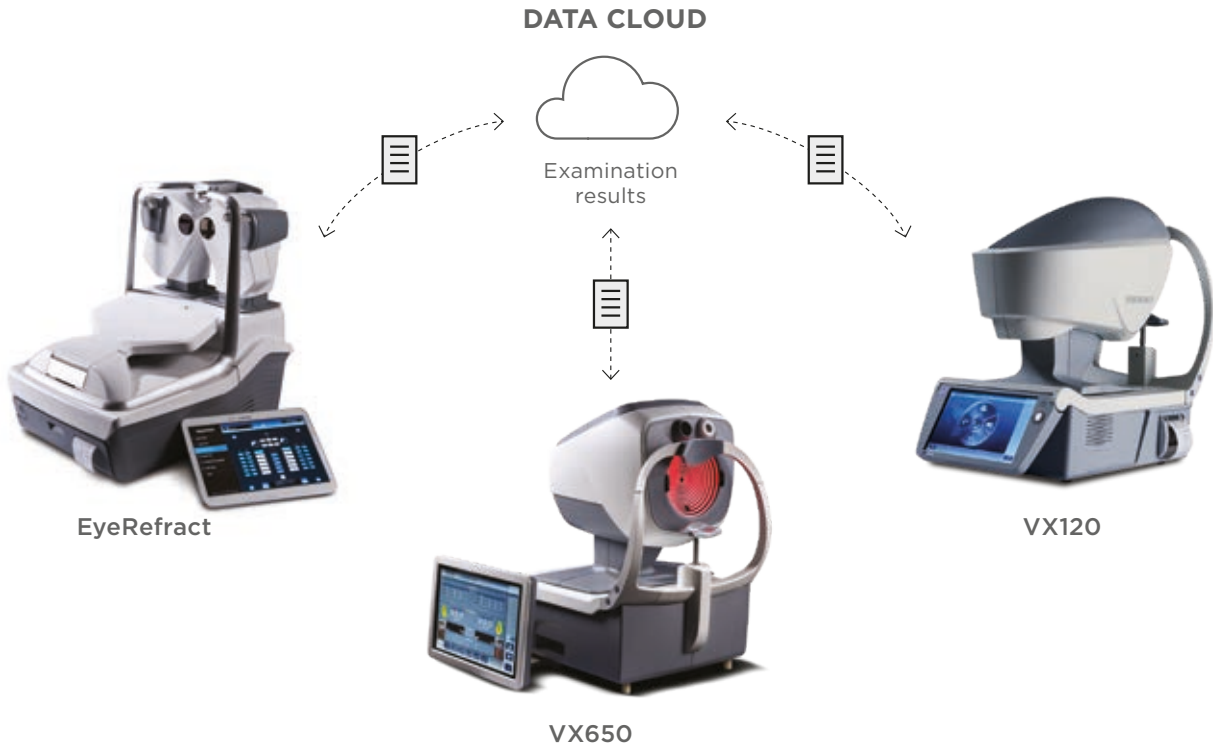 DATA CLOUD
Examination
results
EyeRefract
VX120
VX650